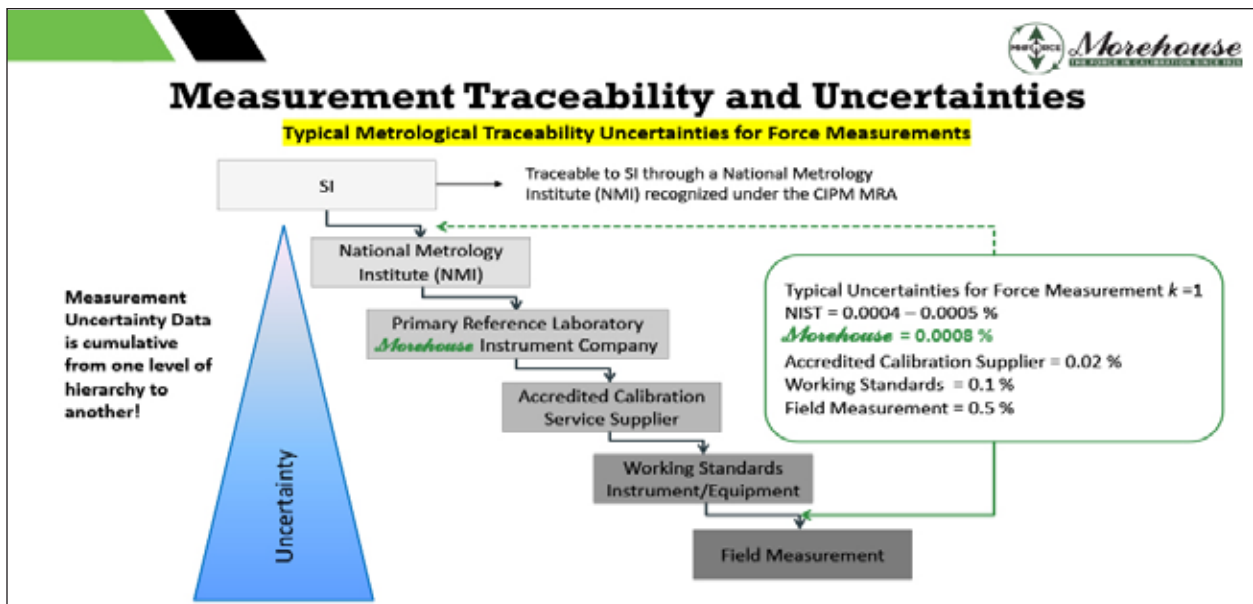 Morehouse
THE FORCE IN CALIBRATION SINCE 1925
Measurement Traceability and Uncertainties
Typical Metrological Traceability Uncertainties for Force Measurements
SI
Traceable to SI through a National Metrology
Institute (NMI) recognized under the CIPM MRA
National Metrology
Institute (NMI)
Measurement
Uncertainty Data
is cumulative
from one level of
hierarchy to
another!
Primary Reference Laboratory
Morehouse Instrument Company
Accredited Calibration
Service Supplier
Working Standards
Instrument/Equipment
Field Measurement
Uncertainty
Typical Uncertainties for Force Measurement k =1
NIST = 0.0004 – 0.0005 %
Morehouse = 0.0008 %
Accredited Calibration Supplier = 0.02 %
Working Standards = 0.1 %
Field Measurement = 0.5 %